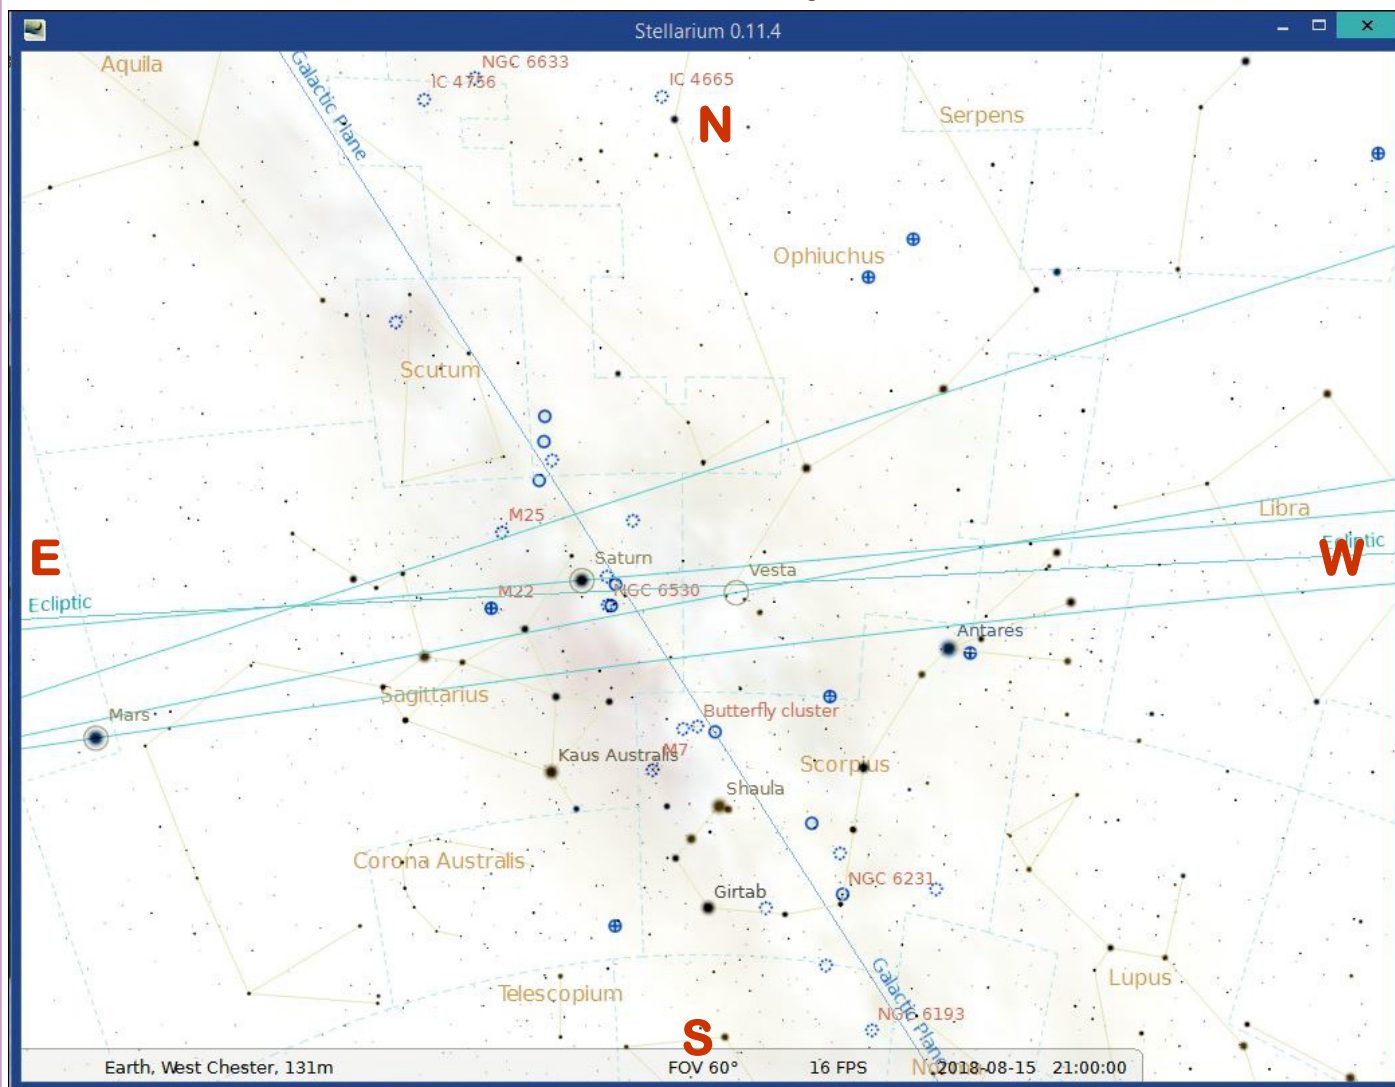 Stellarium 0.11.4
Aquila
NGC 6633
IC 4756
IC 4665
Galactic Plane
N
Serpens
Ophiuchus
Scutum
M25
Libra
E
Saturn
Vesta
Ecliptic
W
Ecliptic
M22
NGC 6530
Antares
Sagittarius
Mars
Butterfly cluster
Kaus Australis
M7
Scorpius
Shaula
Corona Australis
NGC 6231
Girtab
Galactic Plane
Lupus
Telescopium
NGC 6193
S
Earth, West Chester, 131m FOV 60° 16 FPS 2018-08-15 21:00:00